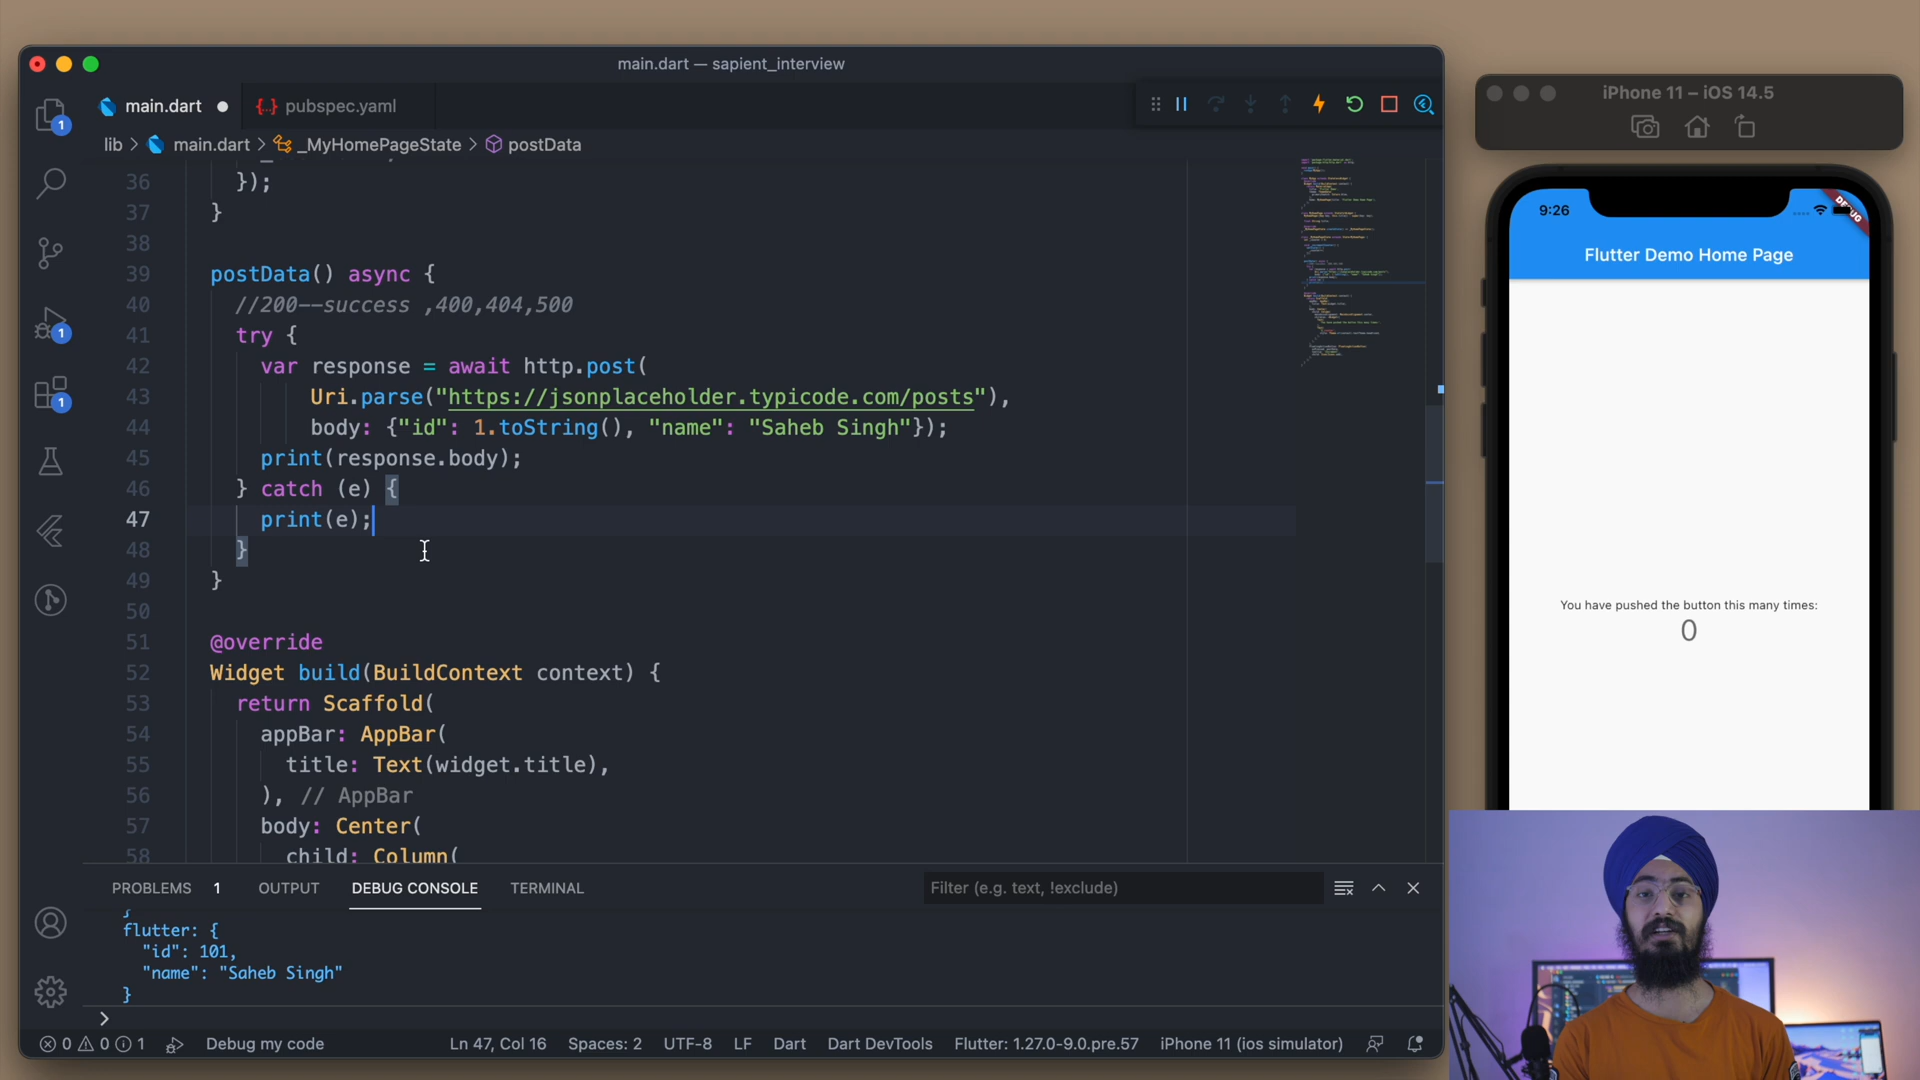 main.dart — sapient_interview
main.dart
{..} pubspec.yaml
lib > main.dart > _MyHomePageState > postData
36 });
37 }
38
39 postData() async {
40 //200--success ,400,404,500
41 try {
42 var response = await http.post(
43 Uri.parse("https://jsonplaceholder.typicode.com/posts"),
44 body: {"id": 1.toString(), "name": "Saheb Singh"});
45 print(response.body);
46 } catch (e) {
47 print(e);
48 }
49 }
50
51 @override
52 Widget build(BuildContext context) {
53 return Scaffold(
54 appBar: AppBar(
55 title: Text(widget.title),
56 ), // AppBar
57 body: Center(
58 child: Column(
PROBLEMS 1 OUTPUT DEBUG CONSOLE TERMINAL
Filter (e.g. text, !exclude)
}
flutter: {
"id": 101,
"name": "Saheb Singh"
}
>
0 0 1 Debug my code Ln 47, Col 16 Spaces: 2 UTF-8 LF Dart Dart DevTools Flutter: 1.27.0-9.0.pre.57 iPhone 11 (ios simulator)
1
1
1
iPhone 11 – iOS 14.5
9:26
DEBUG
Flutter Demo Home Page
You have pushed the button this many times:
0